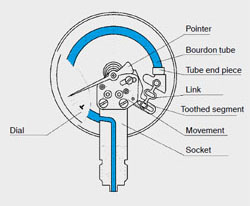 Pointer
Bourdon tube
Tube end piece
Link
Toothed segment
Dial
Movement
Socket